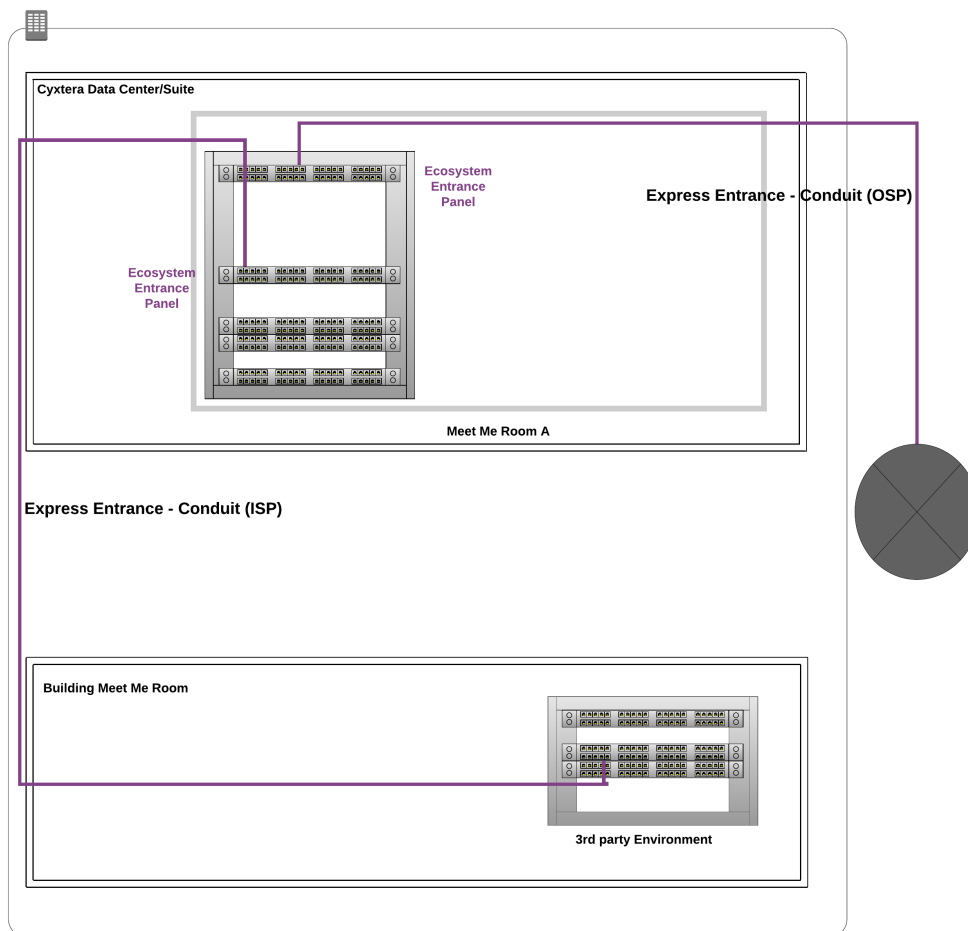 Cyxtera Data Center/Suite
Ecosystem
Entrance
Panel
Express Entrance - Conduit (OSP)
Ecosystem
Entrance
Panel
Meet Me Room A
Express Entrance - Conduit (ISP)
Building Meet Me Room
3rd party Environment